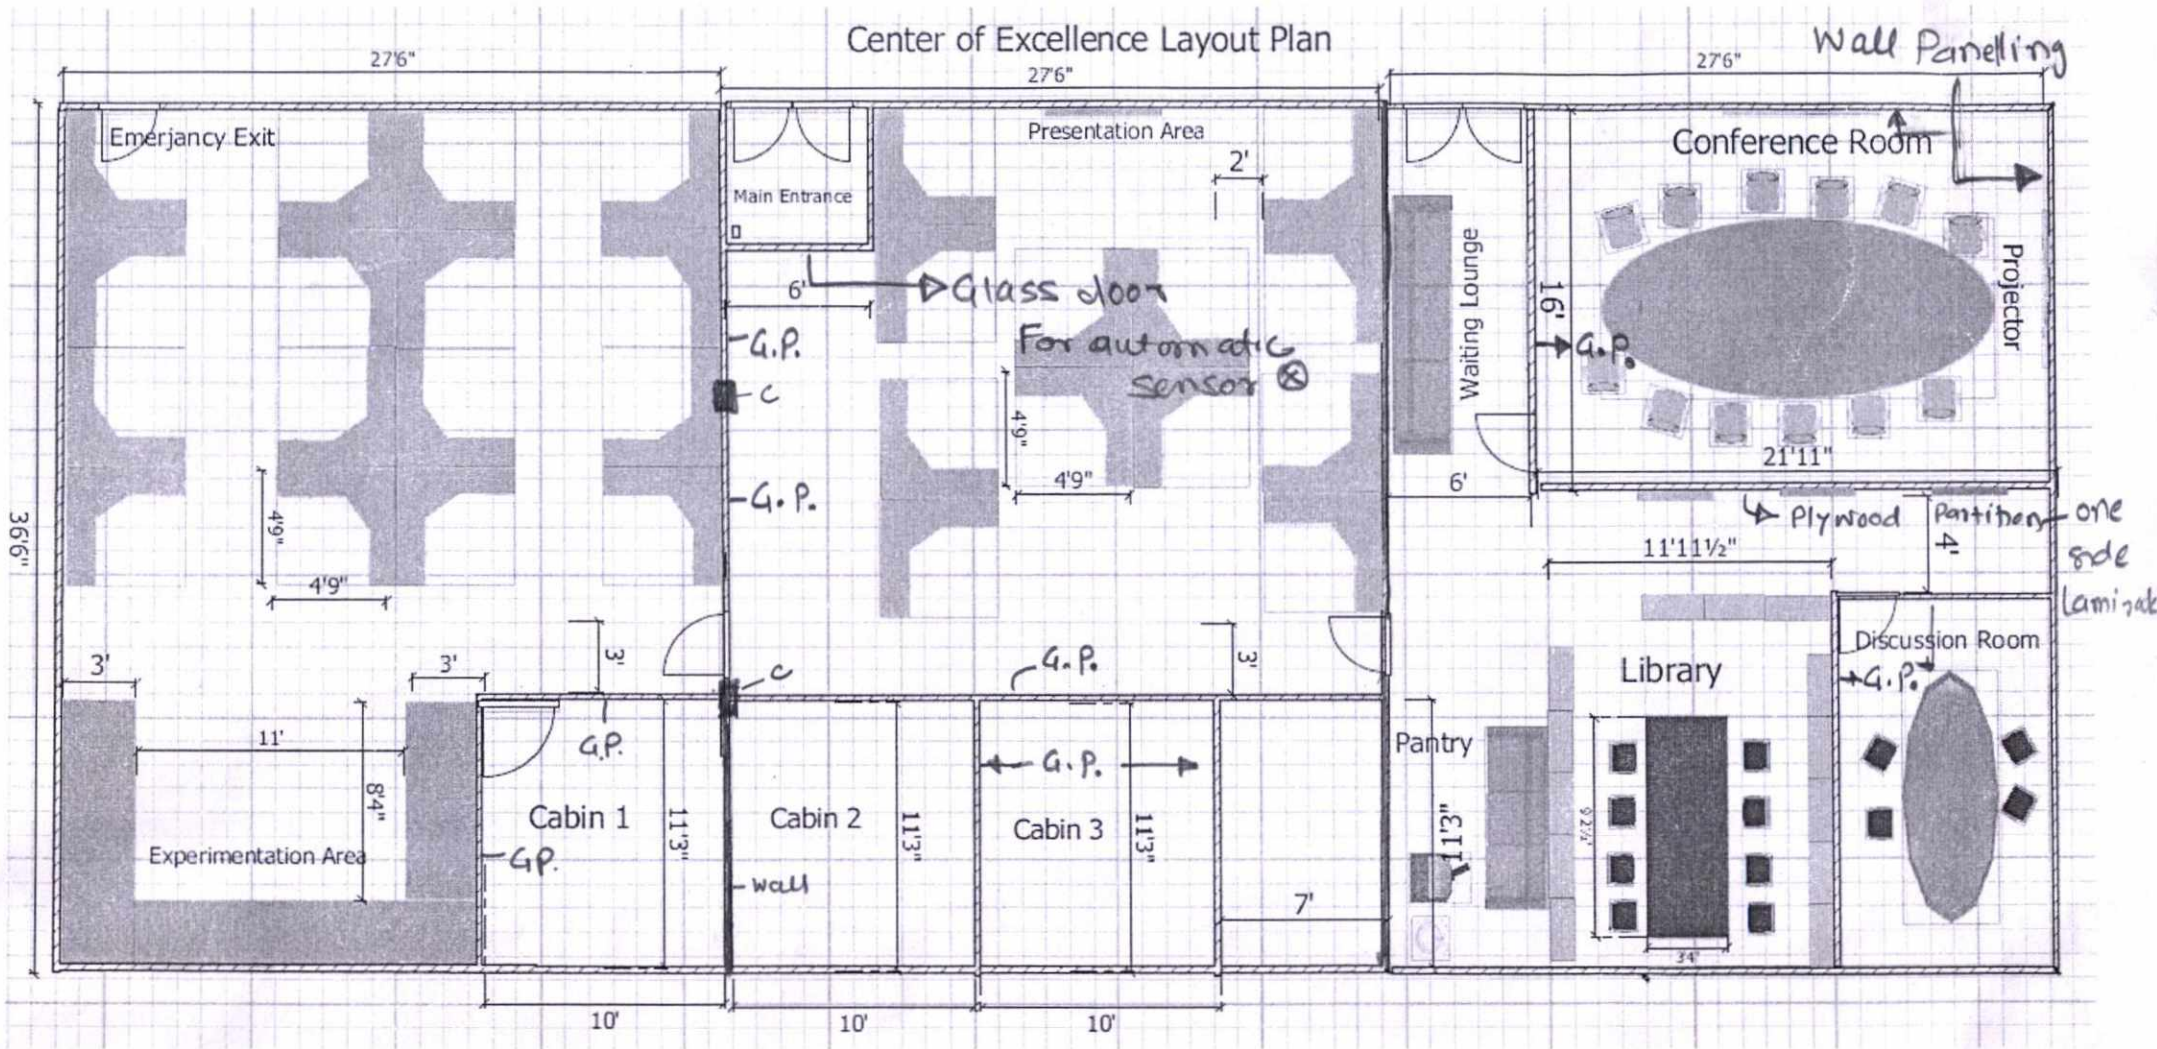 Center of Excellence Layout Plan
Wall Panelling
27'6"
27'6"
27'6"
Emerjancy Exit
Main Entrance
Presentation Area
2'
Conference Room
Waiting Lounge
Projector
16'
G.P.
6'
Glass door
For automatic
sensor
G.P.
C
G.P.
4'9"
4'9"
4'9"
4'9"
36'6"
6'
21'11"
Plywood Partition one
side
laminate
4'
11'11½"
3'
3'
3'
3'
C
G.P.
Library
Discussion Room
G.P.
11'
8'4"
Experimentation Area
G.P.
G.P.
Cabin 1
11'3"
Wall
Cabin 2
11'3"
G.P.
Cabin 3
11'3"
7'
Pantry
11'3"
34"
10'
10'
10'